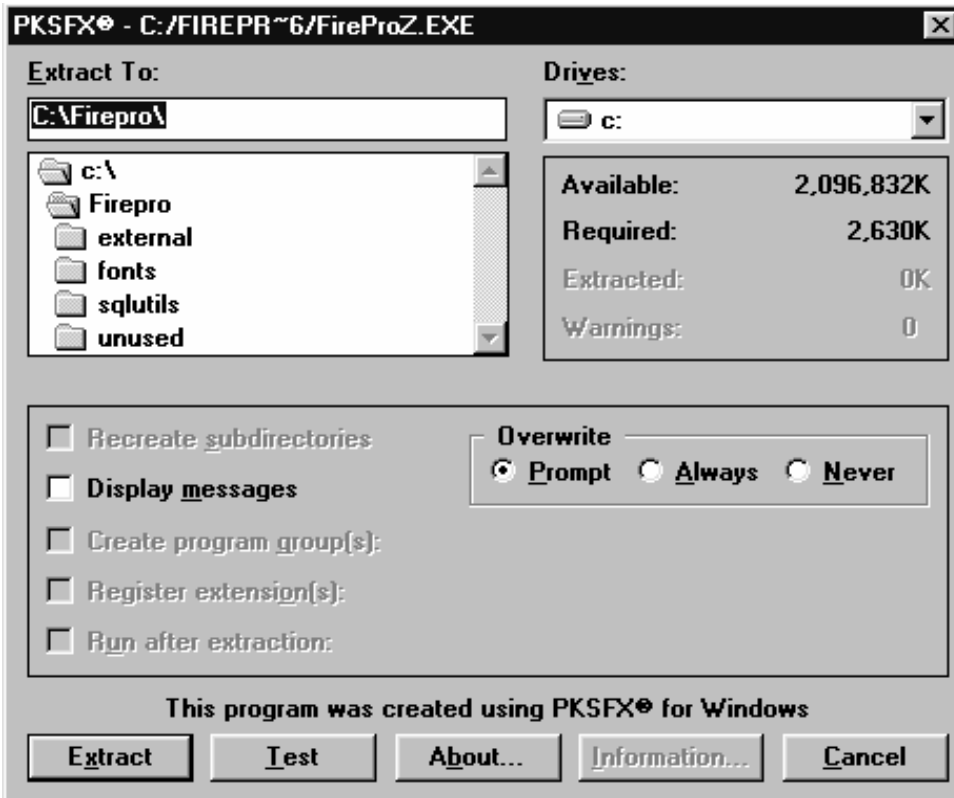 PKSFX® - C:/FIREPR~6/FireProZ.EXE
Extract To:
C:\Firepro\
c:\
Firepro
external
fonts
sqlutils
unused
Drives:
c:
Available: 2,096,832K
Required: 2,630K
Extracted: 0K
Warnings: 0
Recreate subdirectories
Display messages
Create program group(s):
Register extension(s):
Run after extraction:
Overwrite
Prompt Always Never
This program was created using PKSFX® for Windows
Extract Test About... Information... Cancel